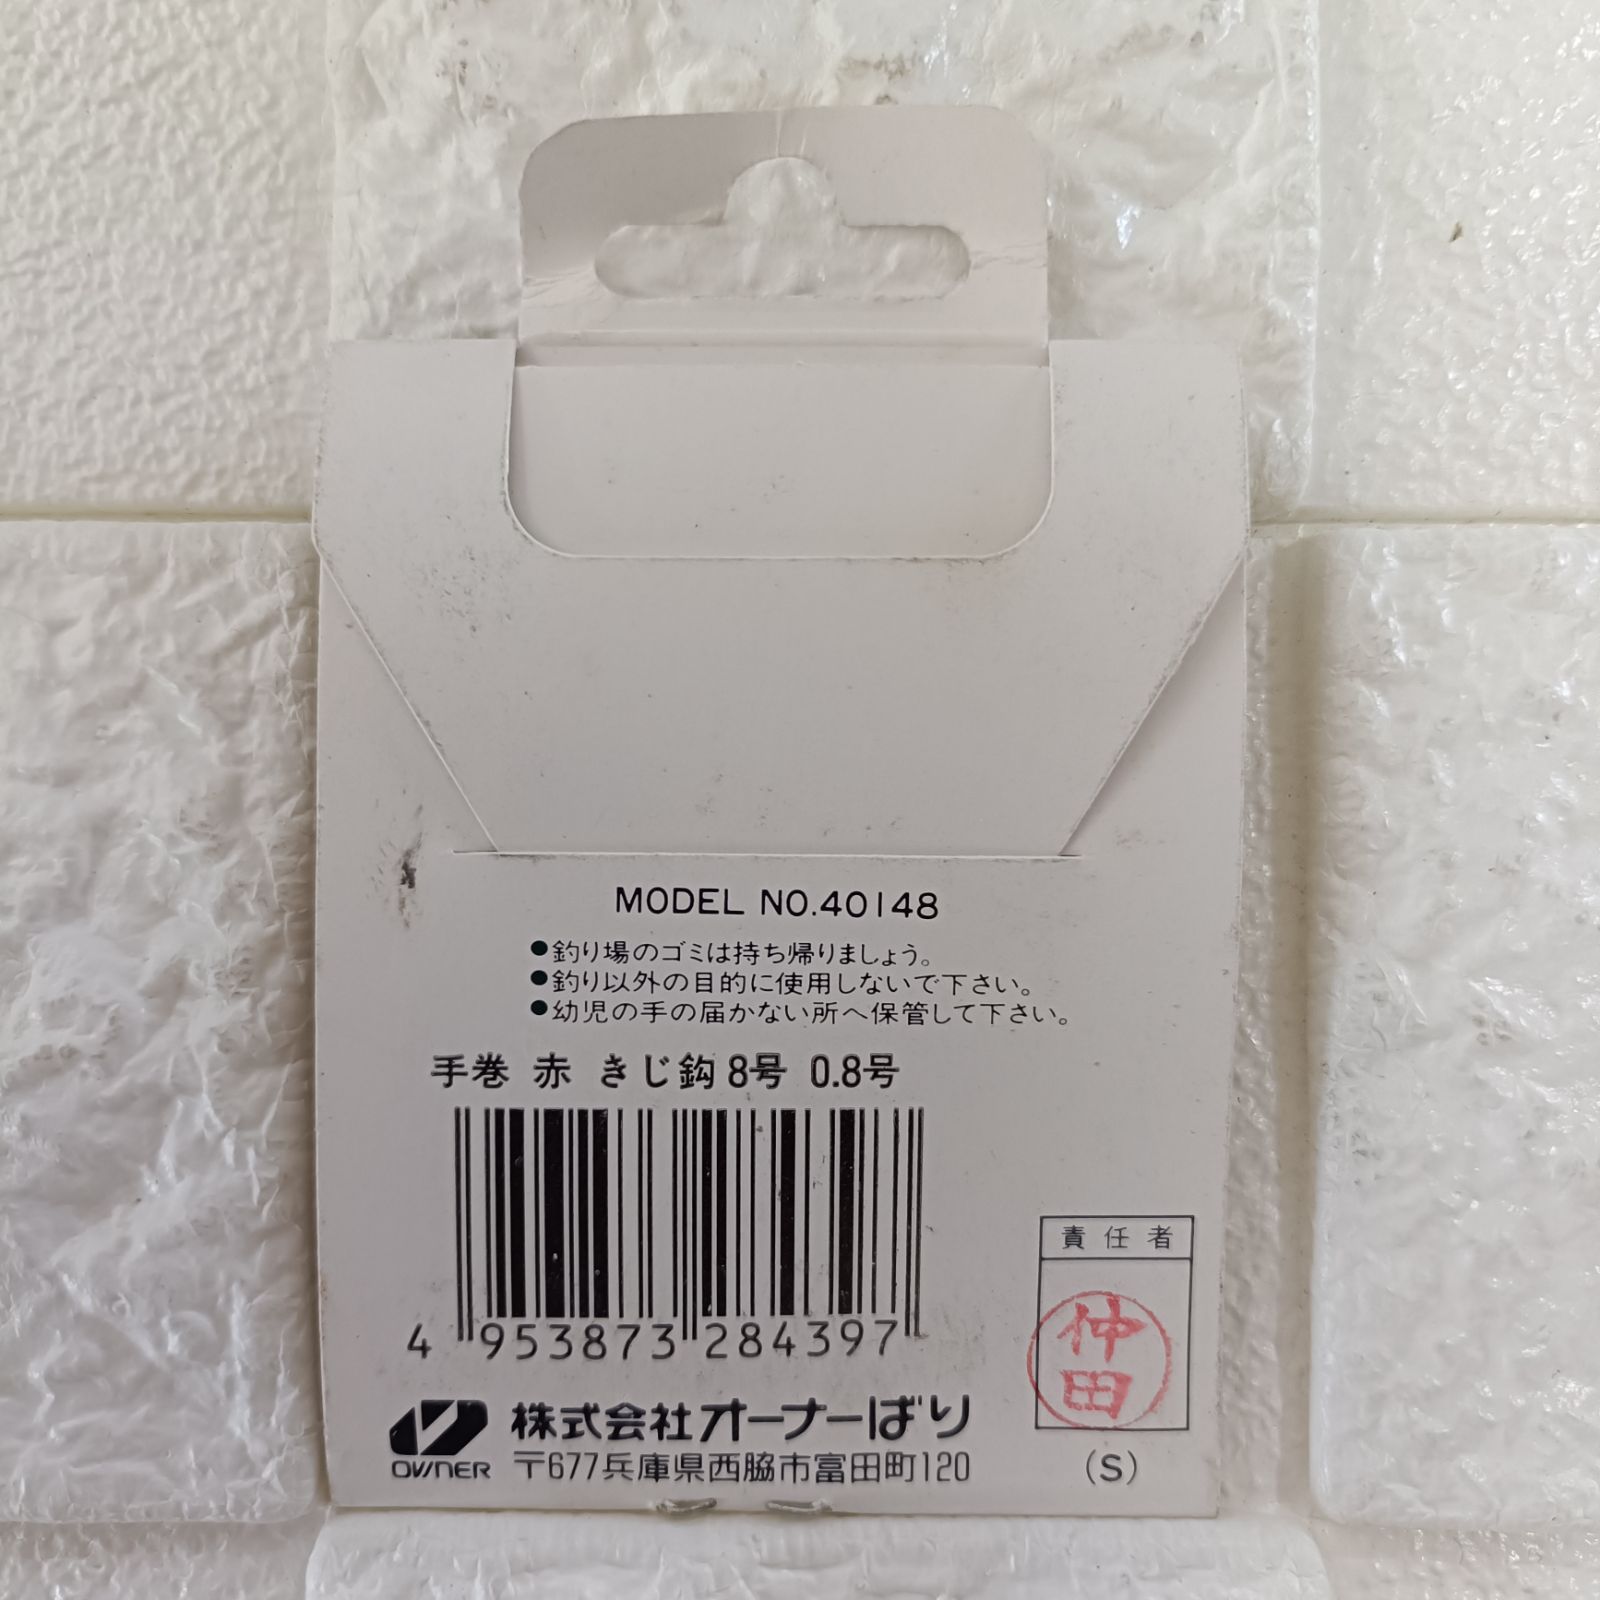 MODEL NO.40148
●釣り場のゴミは持ち帰りましょう。
●釣り以外の目的に使用しないで下さい。
●幼児の手の届かない所へ保管して下さい。
手巻 赤 きじ鈎 8号 0.8号
4 953873 284397
責任者
仲田
(S)
OWNER
株式会社オーナーばり
〒677兵庫県西脇市富田町120